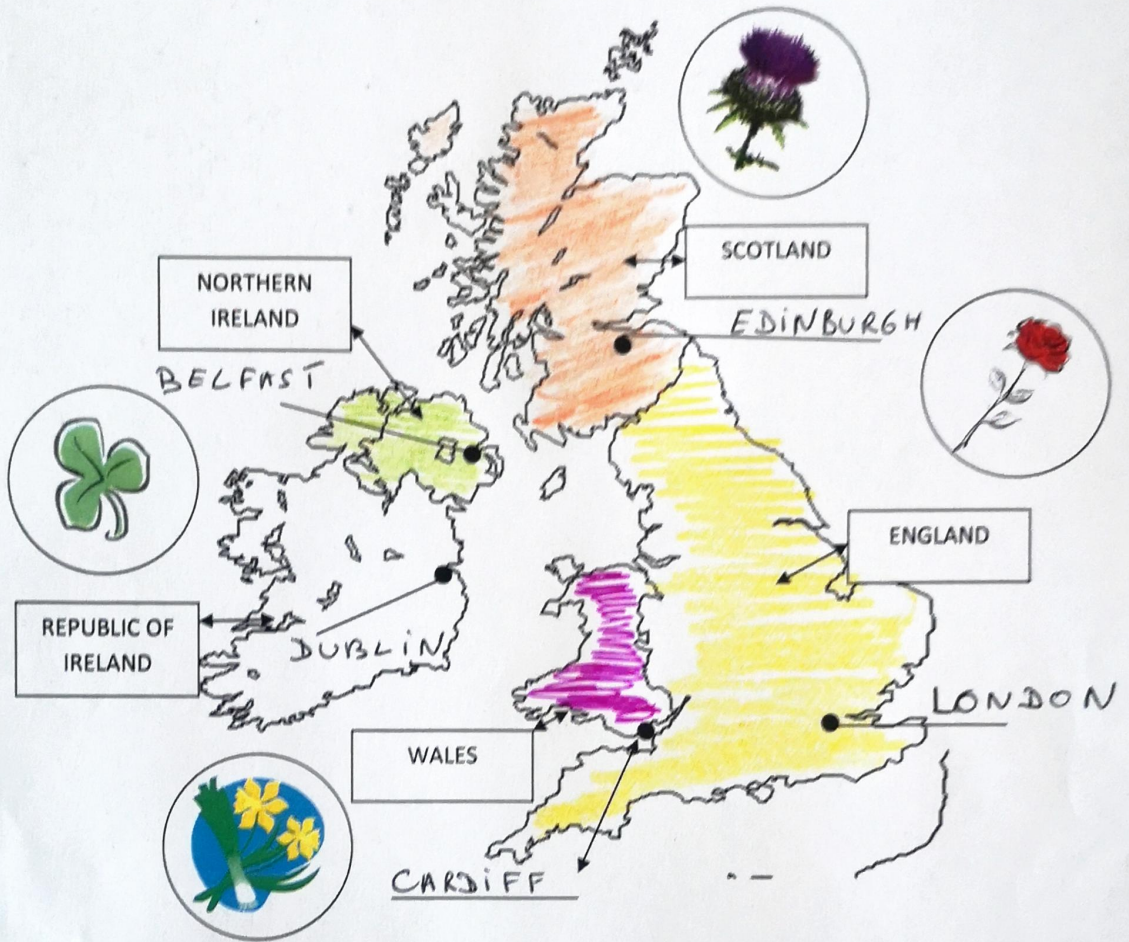 SCOTLAND
NORTHERN
IRELAND
EDINBURGH
BELFAST
ENGLAND
REPUBLIC OF
IRELAND
DUBLIN
LONDON
WALES
CARDIFF